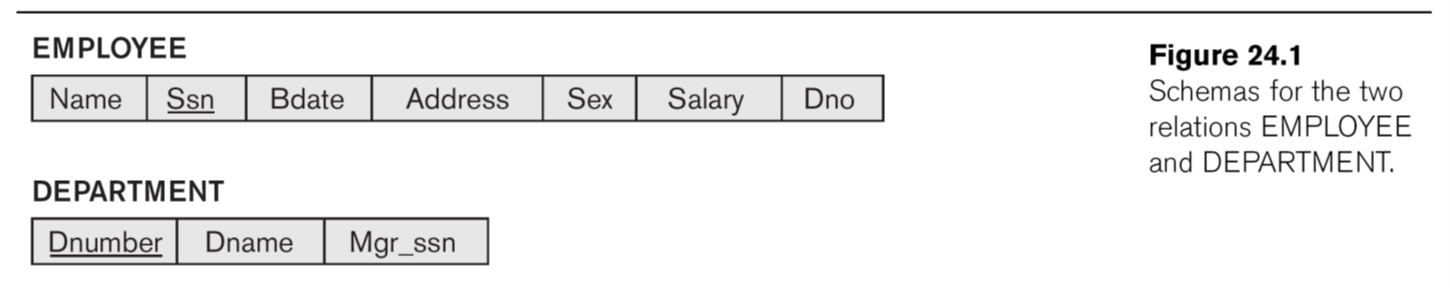 EMPLOYEE
Name Ssn Bdate Address Sex Salary Dno
DEPARTMENT
Dnumber Dname Mgr_ssn
Figure 24.1
Schemas for the two
relations EMPLOYEE
and DEPARTMENT.